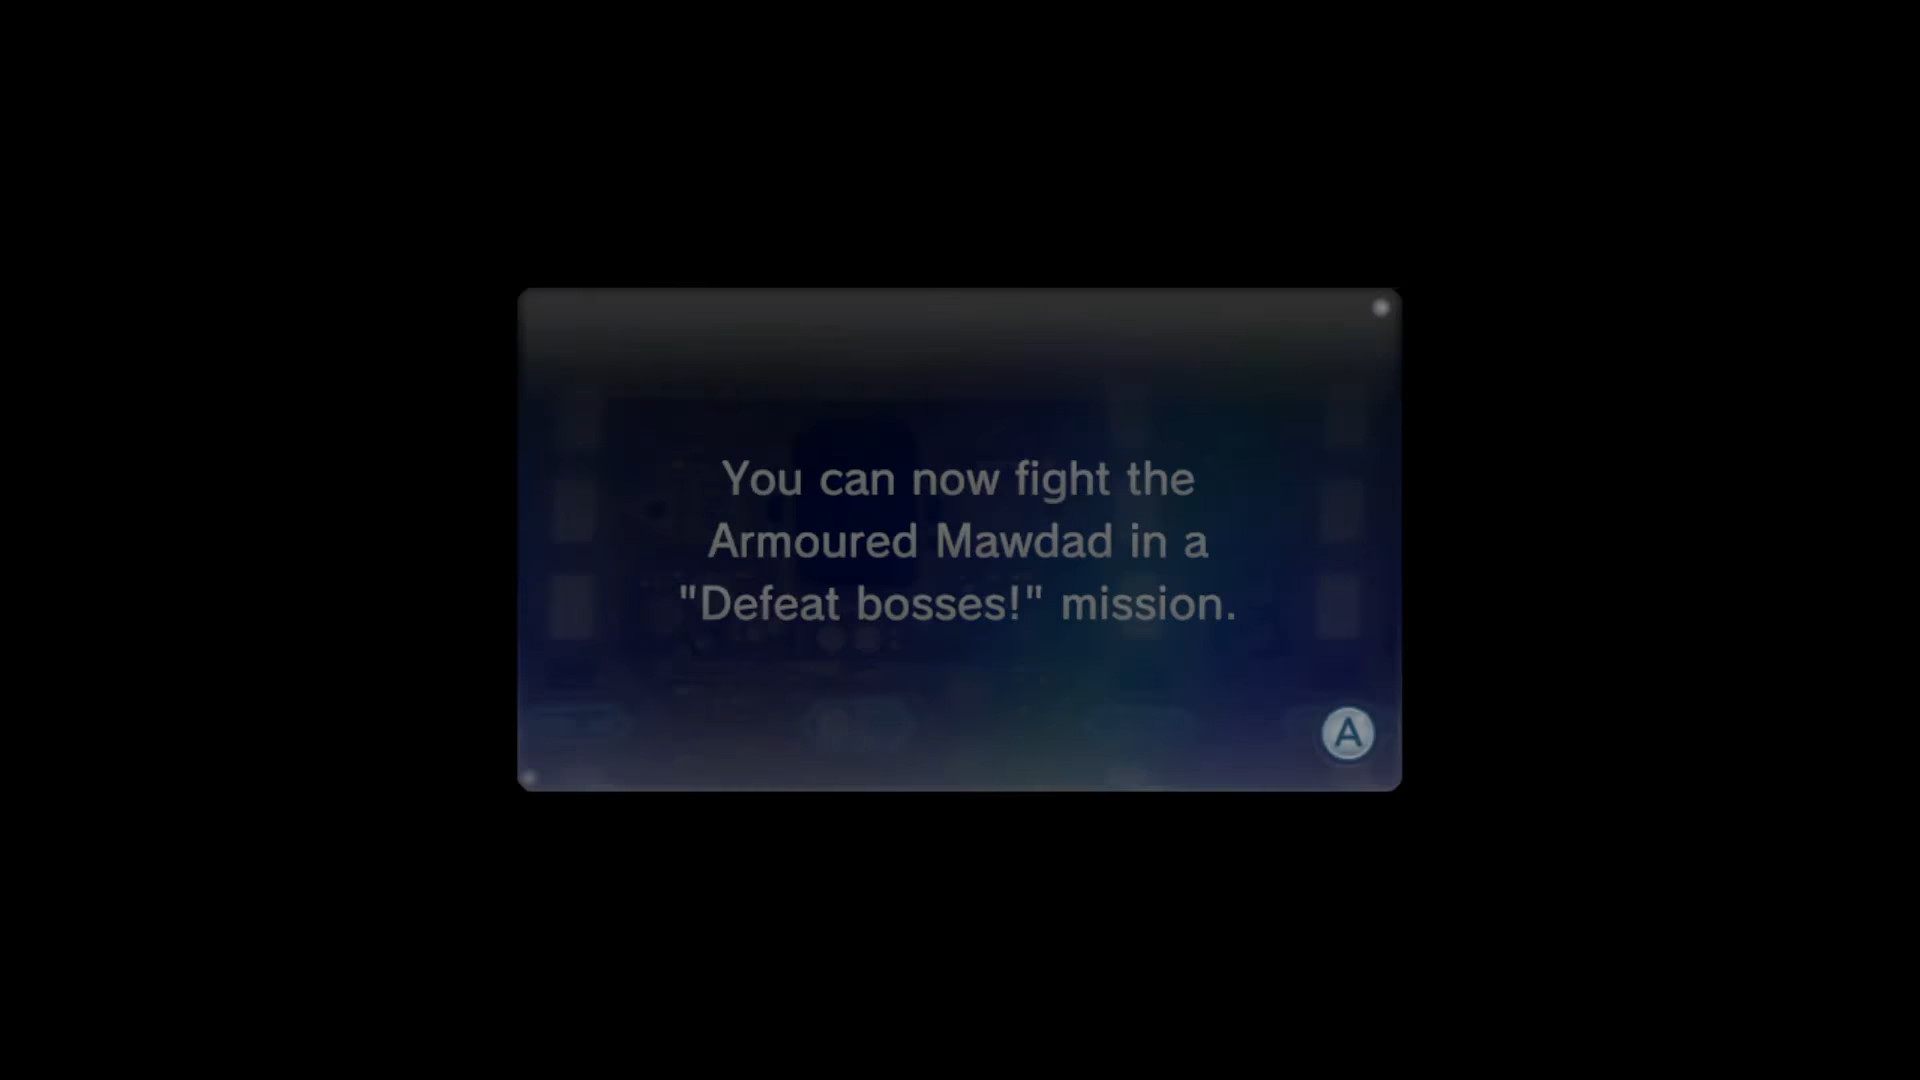 You can now fight the
Armoured Mawdad in a
"Defeat bosses!" mission.
A